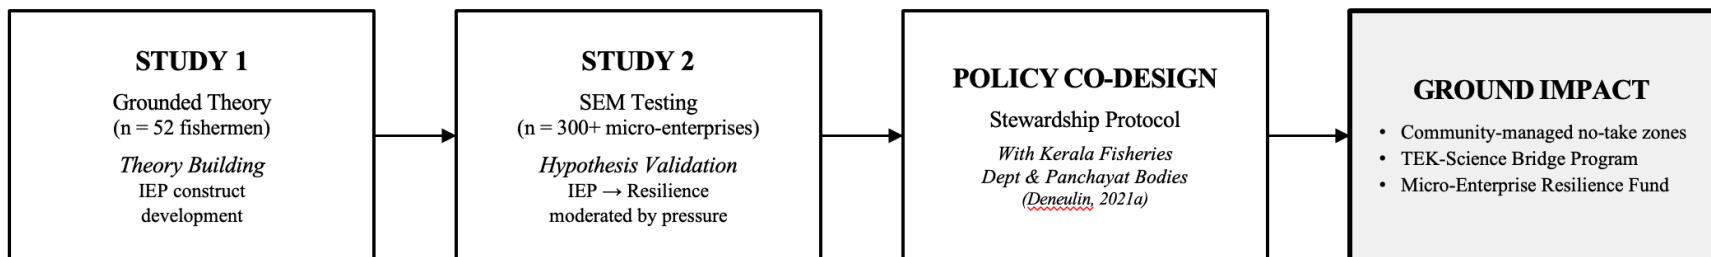 STUDY 1
Grounded Theory
(n = 52 fishermen)
Theory Building
IEP construct
development
STUDY 2
SEM Testing
(n = 300+ micro-enterprises)
Hypothesis Validation
IEP → Resilience
moderated by pressure
POLICY CO-DESIGN
Stewardship Protocol
With Kerala Fisheries
Dept & Panchayat Bodies
(Deneulin, 2021a)
GROUND IMPACT
• Community-managed no-take zones
• TEK-Science Bridge Program
• Micro-Enterprise Resilience Fund